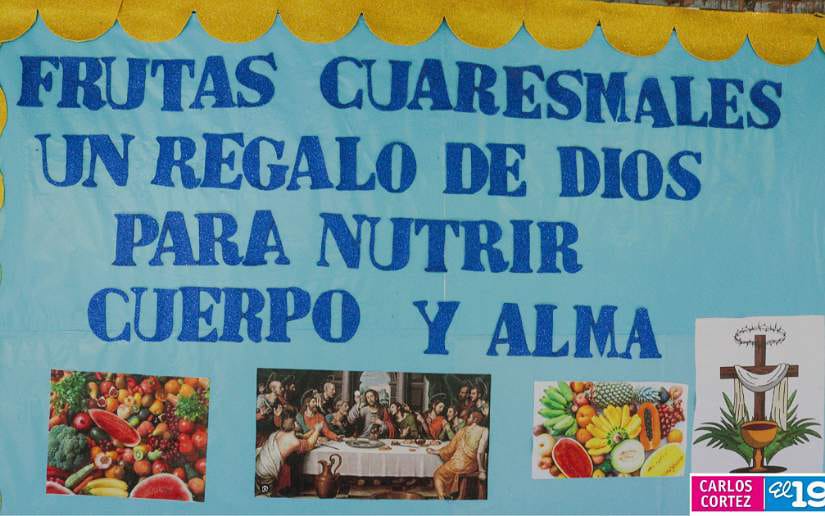 FRUTAS CUARESMALES
UN REGALO DE DIOS
PARA NUTRIR
CUERPO Y ALMA
CARLOS
CORTEZ
El 19